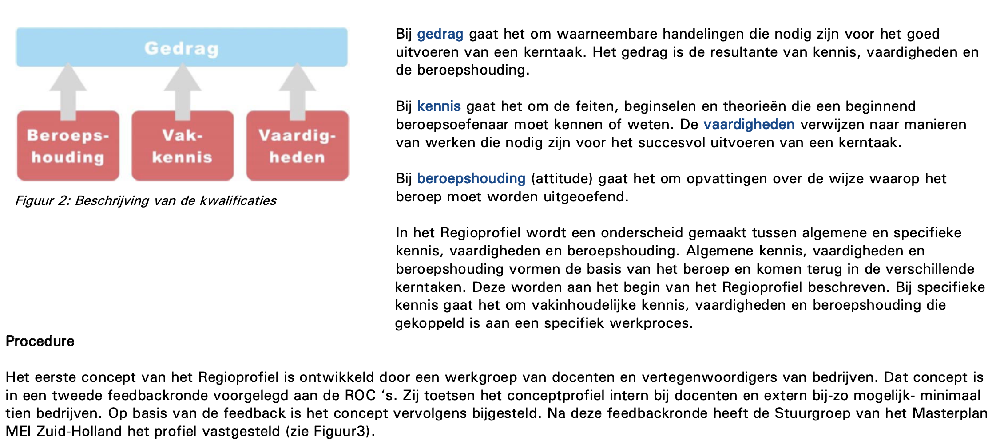 Gedrag
Beroeps-
houding
Vak-
kennis
Vaardig-
heden
Figuur 2: Beschrijving van de kwalificaties
Bij gedrag gaat het om waarneembare handelingen die nodig zijn voor het goed
uitvoeren van een kerntaak. Het gedrag is de resultante van kennis, vaardigheden en
de beroepshouding.
Bij kennis gaat het om de feiten, beginselen en theorieën die een beginnend
beroepsoefenaar moet kennen of weten. De vaardigheden verwijzen naar manieren
van werken die nodig zijn voor het succesvol uitvoeren van een kerntaak.
Bij beroepshouding (attitude) gaat het om opvattingen over de wijze waarop het
beroep moet worden uitgeoefend.
In het Regioprofiel wordt een onderscheid gemaakt tussen algemene en specifieke
kennis, vaardigheden en beroepshouding. Algemene kennis, vaardigheden en
beroepshouding vormen de basis van het beroep en komen terug in de verschillende
kerntaken. Deze worden aan het begin van het Regioprofiel beschreven. Bij specifieke
kennis gaat het om vakinhoudelijke kennis, vaardigheden en beroepshouding die
gekoppeld is aan een specifiek werkproces.
Procedure
Het eerste concept van het Regioprofiel is ontwikkeld door een werkgroep van docenten en vertegenwoordigers van bedrijven. Dat concept is
in een tweede feedbackronde voorgelegd aan de ROC ‘s. Zij toetsen het conceptprofiel intern bij docenten en extern bij-zo mogelijk- minimaal
tien bedrijven. Op basis van de feedback is het concept vervolgens bijgesteld. Na deze feedbackronde heeft de Stuurgroep van het Masterplan
MEI Zuid-Holland het profiel vastgesteld (zie Figuur3).